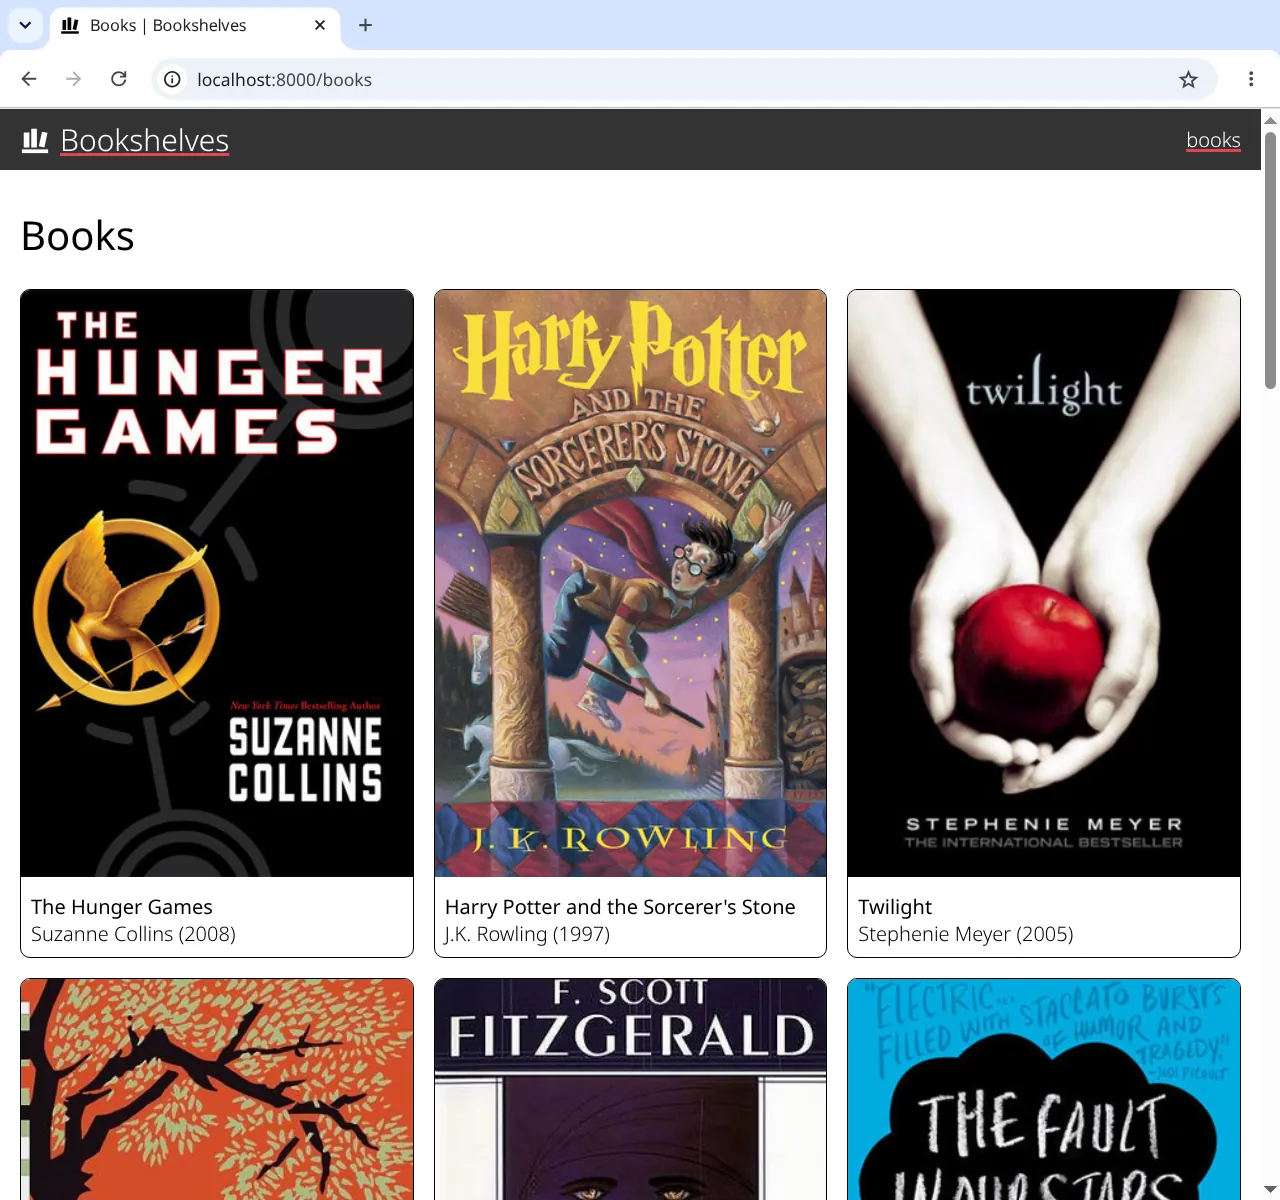 Books | Bookshelves
localhost:8000/books
Bookshelves
books
Books
THE
HUNGER
GAMES
New York Times Bestselling Author
SUZANNE
COLLINS
The Hunger Games
Suzanne Collins (2008)
Harry Potter
AND THE
SORCERER'S STONE
J. K. ROWLING
Harry Potter and the Sorcerer's Stone
J.K. Rowling (1997)
twilight
STEPHENIE MEYER
THE INTERNATIONAL BESTSELLER
Twilight
Stephenie Meyer (2005)
F. SCOTT
FITZGERALD
"ELECTRIC... STACCATO BURSTS
FILLED WITH OF HUMOR AND
TRAGEDY."
-JODI PICOULT
THE FAULT
IN OUR STARS